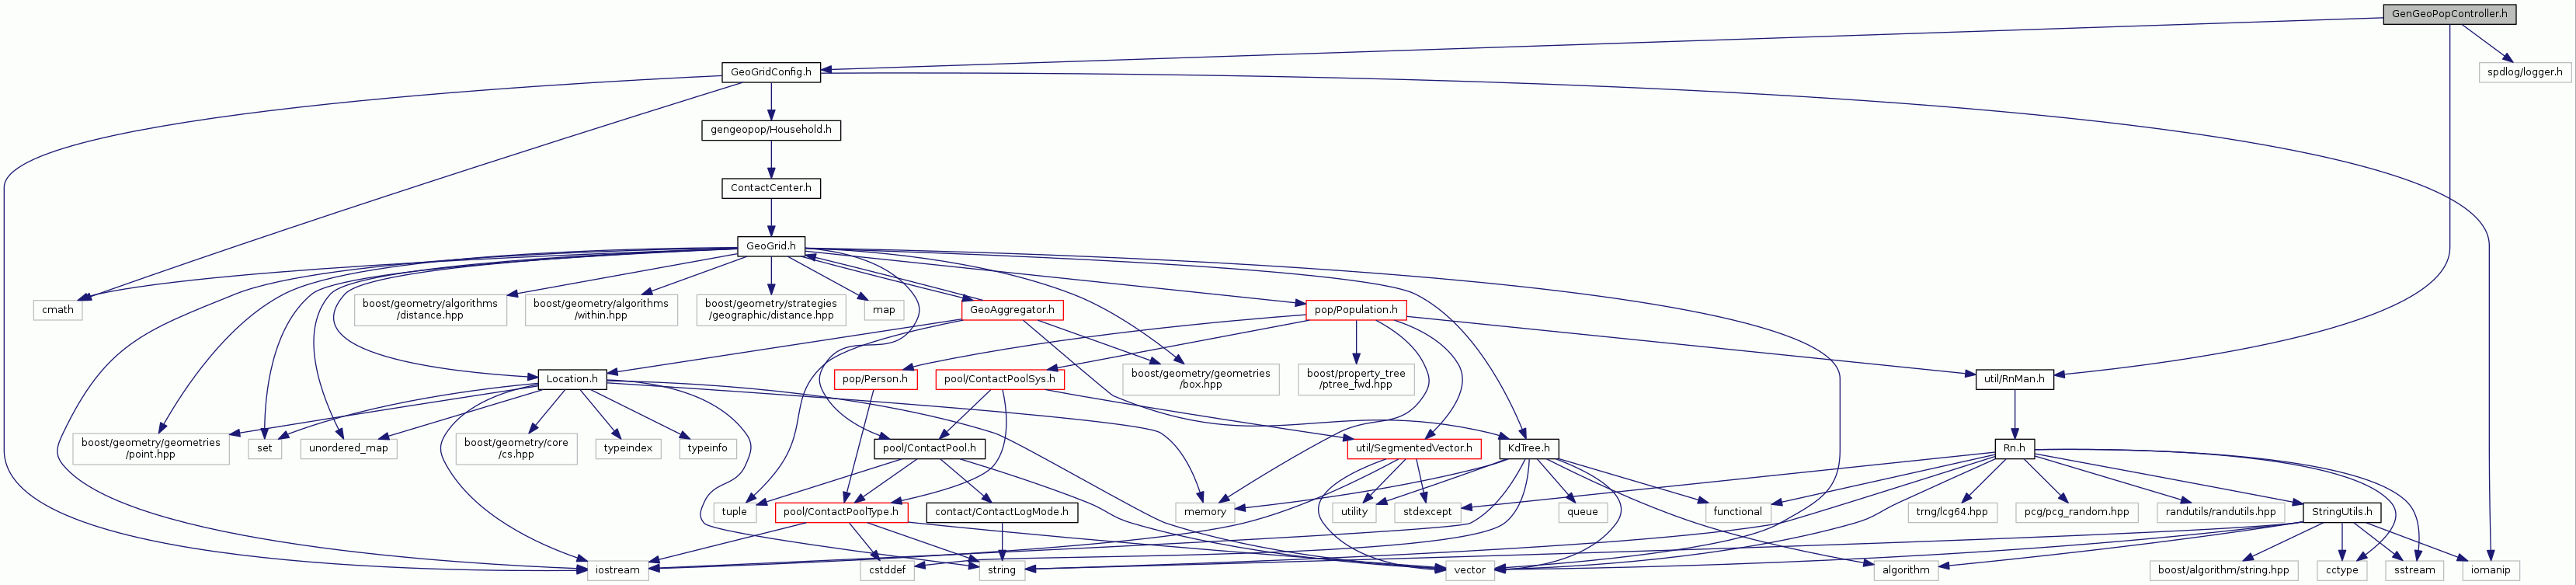 GenGeoPopController.h
GeoGridConfig.h
spdlog/logger.h
gengeopop/Household.h
ContactCenter.h
GeoGrid.h
cmath
boost/geometry/algorithms
/distance.hpp
boost/geometry/algorithms
/within.hpp
boost/geometry/strategies
/geographic/distance.hpp
map
GeoAggregator.h
pop/Population.h
Location.h
pop/Person.h
pool/ContactPoolSys.h
boost/geometry/geometries
/box.hpp
boost/property_tree
/ptree_fwd.hpp
util/RnMan.h
boost/geometry/geometries
/point.hpp
set
unordered_map
boost/geometry/core
/cs.hpp
typeindex
typeinfo
pool/ContactPool.h
util/SegmentedVector.h
KdTree.h
Rn.h
tuple
pool/ContactPoolType.h
contact/ContactLogMode.h
memory
utility
stdexcept
queue
functional
trng/lcg64.hpp
pcg/pcg_random.hpp
randutils/randutils.hpp
StringUtils.h
iostream
cstddef
string
vector
algorithm
boost/algorithm/string.hpp
cctype
sstream
iomanip